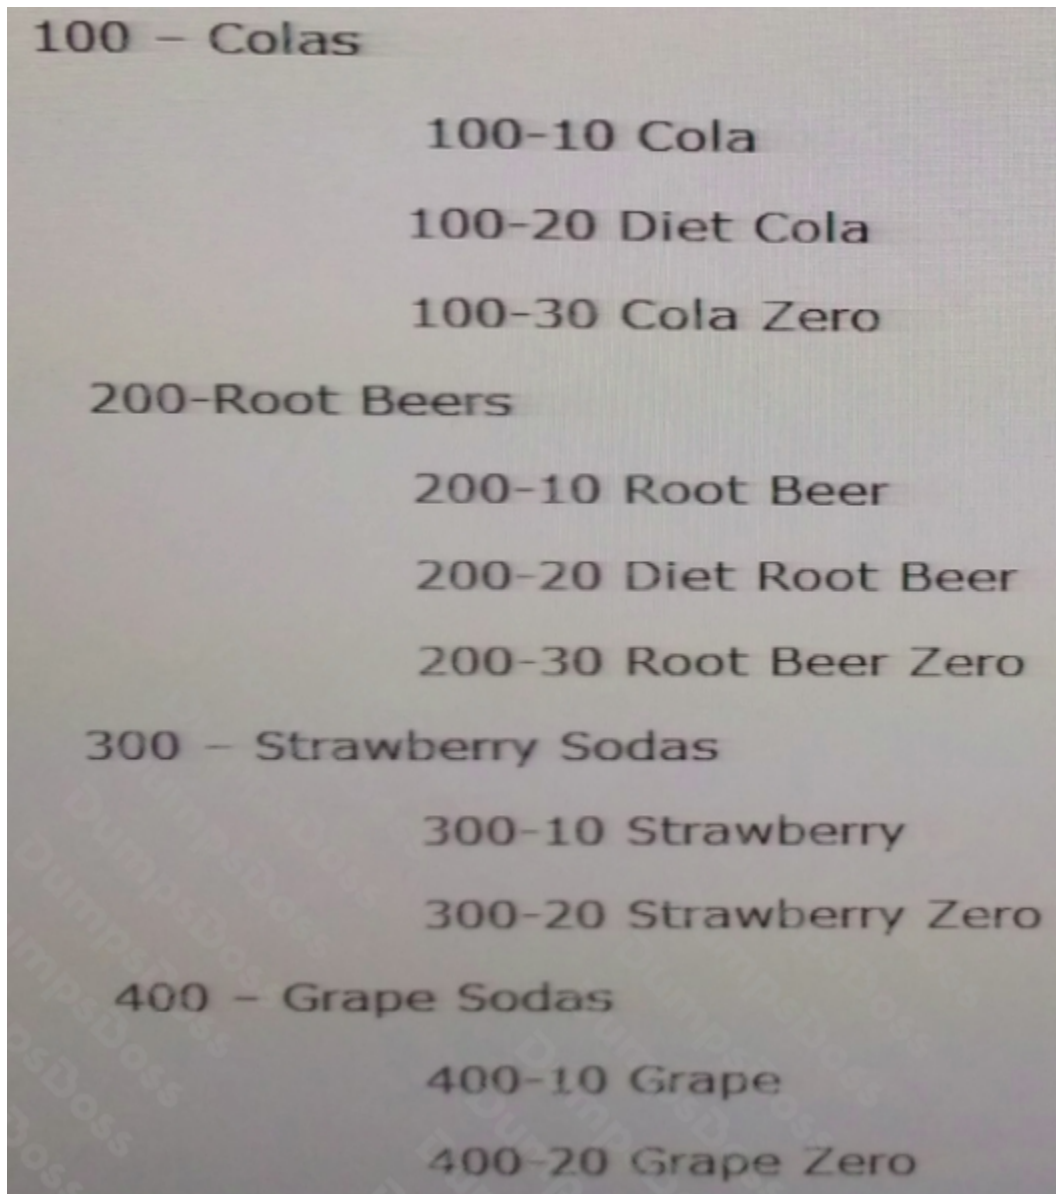 100 – Colas
100-10 Cola
100-20 Diet Cola
100-30 Cola Zero
200-Root Beers
200-10 Root Beer
200-20 Diet Root Beer
200-30 Root Beer Zero
300 – Strawberry Sodas
300-10 Strawberry
300-20 Strawberry Zero
400 – Grape Sodas
400-10 Grape
400-20 Grape Zero
DumpsDoss